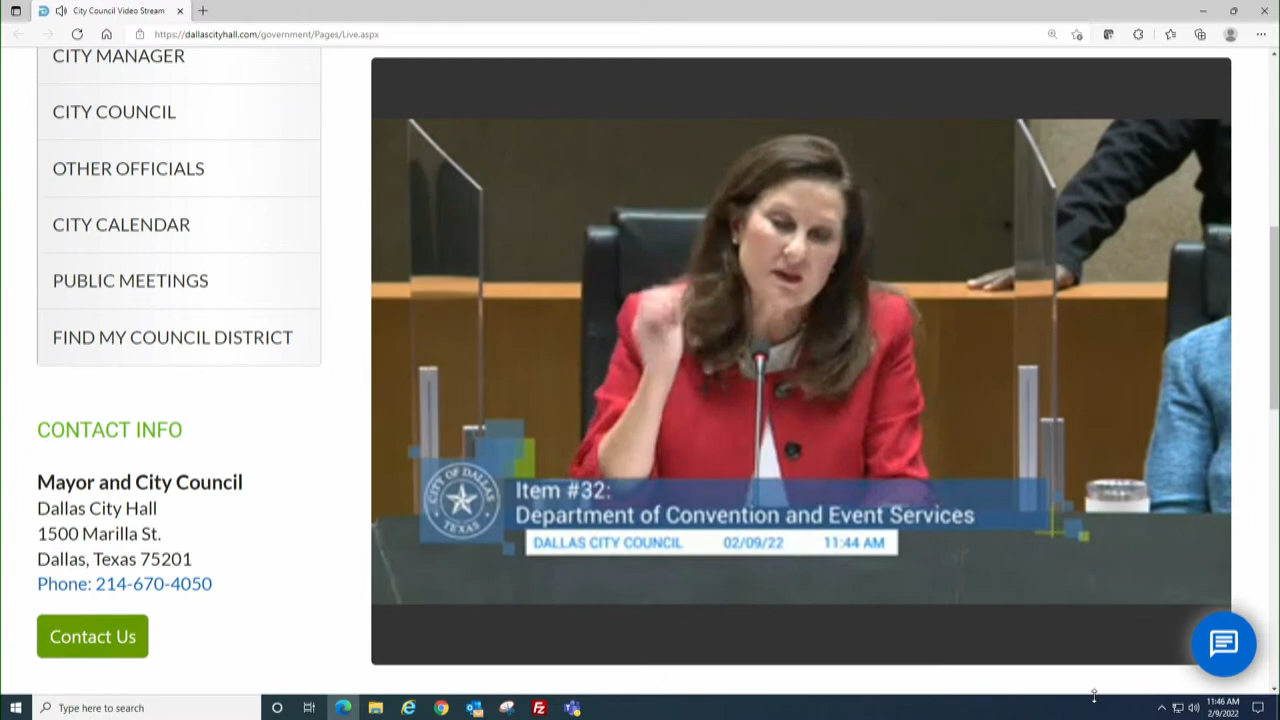 City Council Video Stream
https://dallascityhall.com/government/Pages/Live.aspx
CITY MANAGER
CITY COUNCIL
OTHER OFFICIALS
CITY CALENDAR
PUBLIC MEETINGS
FIND MY COUNCIL DISTRICT
CONTACT INFO
Mayor and City Council
Dallas City Hall
1500 Marilla St.
Dallas, Texas 75201
Phone: 214-670-4050
Contact Us
CITY OF DALLAS
TEXAS
Item #32:
Department of Convention and Event Services
DALLAS CITY COUNCIL 02/09/22 11:44 AM
Type here to search
11:46 AM
2/9/2022